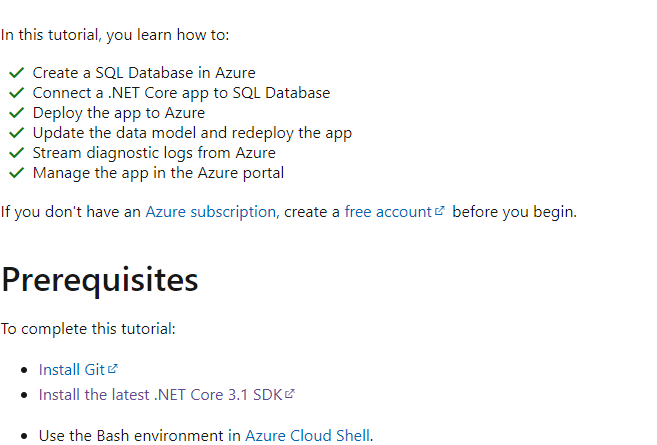 In this tutorial, you learn how to:
Create a SQL Database in Azure
Connect a .NET Core app to SQL Database
Deploy the app to Azure
Update the data model and redeploy the app
Stream diagnostic logs from Azure
Manage the app in the Azure portal
If you don't have an Azure subscription, create a free account before you begin.
Prerequisites
To complete this tutorial:
Install Git
Install the latest .NET Core 3.1 SDK
Use the Bash environment in Azure Cloud Shell.